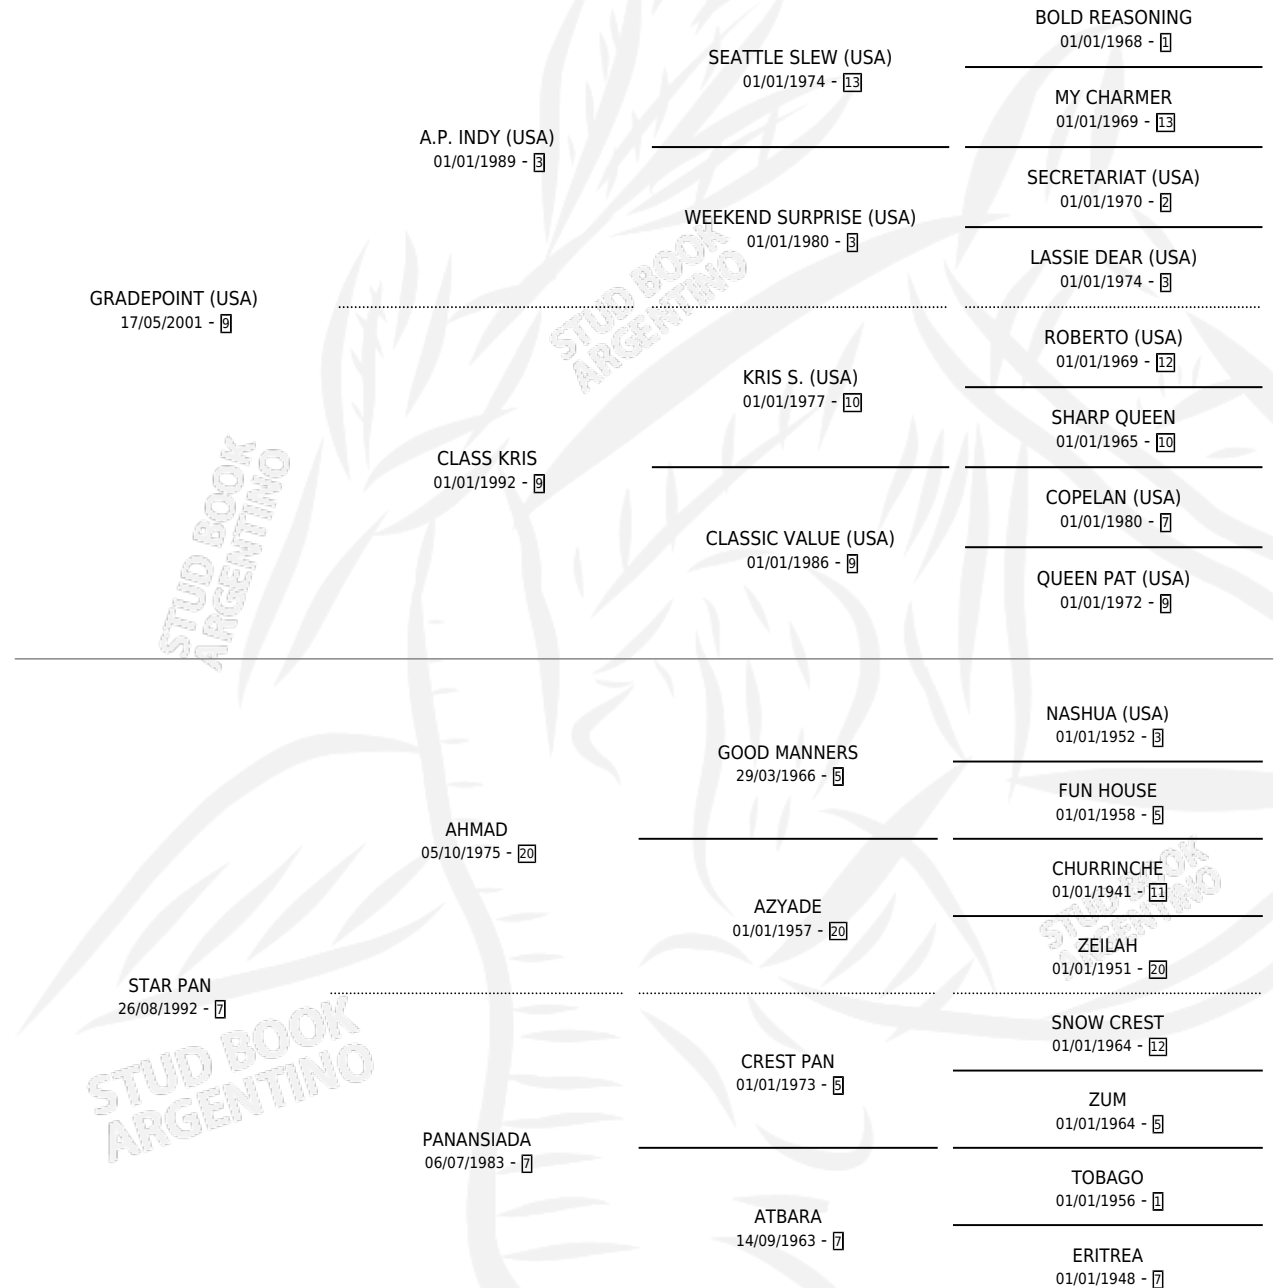 BOLD REASONING
01/01/1968 - 1
SEATTLE SLEW (USA)
01/01/1974 - 13
MY CHARMER
01/01/1969 - 13
A.P. INDY (USA)
01/01/1989 - 3
SECRETARIAT (USA)
01/01/1970 - 2
WEEKEND SURPRISE (USA)
01/01/1980 - 3
LASSIE DEAR (USA)
01/01/1974 - 3
GRADEPOINT (USA)
17/05/2001 - 9
ROBERTO (USA)
01/01/1969 - 12
KRIS S. (USA)
01/01/1977 - 10
SHARP QUEEN
01/01/1965 - 10
CLASS KRIS
01/01/1992 - 9
COPELAN (USA)
01/01/1980 - 7
CLASSIC VALUE (USA)
01/01/1986 - 9
QUEEN PAT (USA)
01/01/1972 - 9
NASHUA (USA)
01/01/1952 - 3
GOOD MANNERS
29/03/1966 - 5
FUN HOUSE
01/01/1958 - 5
AHMAD
05/10/1975 - 20
CHURRINCHE
01/01/1941 - 11
AZYADE
01/01/1957 - 20
ZEILAH
01/01/1951 - 20
STAR PAN
26/08/1992 - 7
SNOW CREST
01/01/1964 - 12
CREST PAN
01/01/1973 - 5
ZUM
01/01/1964 - 5
PANANSIADA
06/07/1983 - 7
TOBAGO
01/01/1956 - 1
ATBARA
14/09/1963 - 7
ERITREA
01/01/1948 - 7
STUD BOOK
ARGENTINO
STUD BOOK
ARGENTINO
STUD BOOK
ARGENTINO
STUD BOOK
ARGENTINO